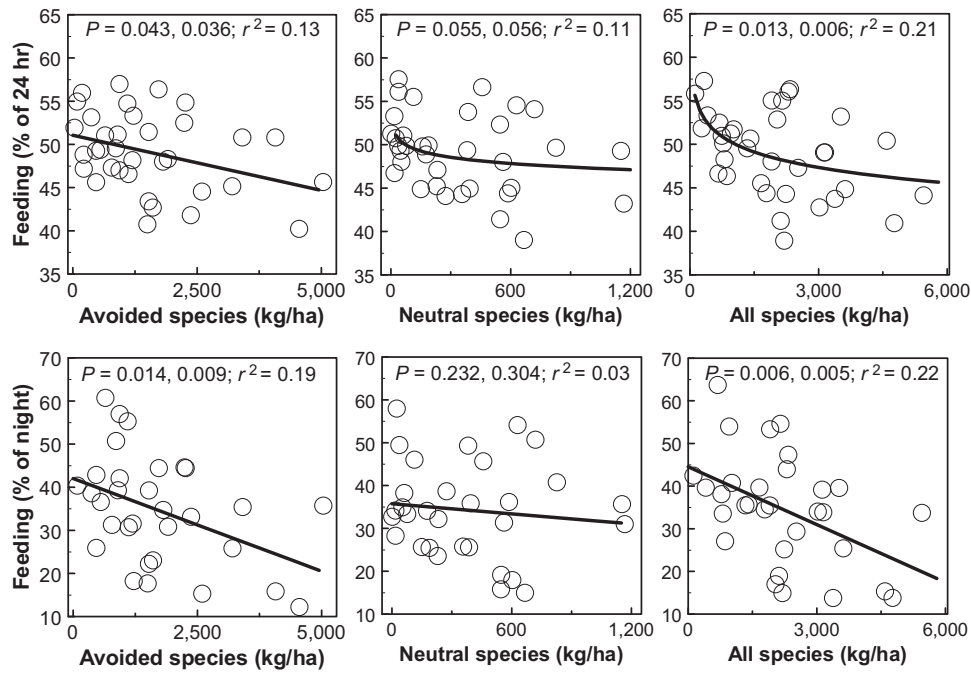 P = 0.043, 0.036; r² = 0.13
P = 0.055, 0.056; r² = 0.11
P = 0.013, 0.006; r² = 0.21
Feeding (% of 24 hr)
65
60
55
50
45
40
35
65
60
55
50
45
40
35
65
60
55
50
45
40
35
0 2,500 5,000
0 600 1,200
0 3,000 6,000
Avoided species (kg/ha)
Neutral species (kg/ha)
All species (kg/ha)
P = 0.014, 0.009; r² = 0.19
P = 0.232, 0.304; r² = 0.03
P = 0.006, 0.005; r² = 0.22
Feeding (% of night)
70
60
50
40
30
20
10
70
60
50
40
30
20
10
70
60
50
40
30
20
10
0 2,500 5,000
0 600 1,200
0 3,000 6,000
Avoided species (kg/ha)
Neutral species (kg/ha)
All species (kg/ha)